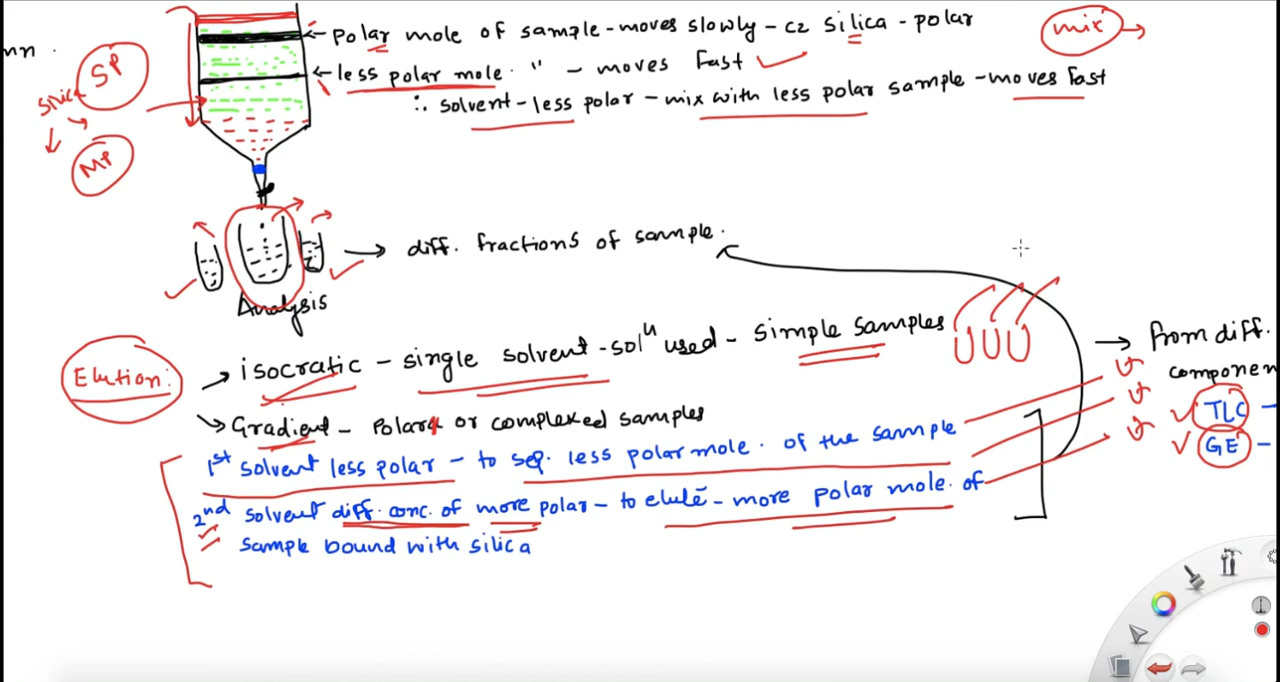 Polar mole of sample - moves slowly - cz silica - polar
mix
mn.
SP
less polar mole. " - moves fast
Silica
∴ solvent - less polar - mix with less polar sample - moves fast
MP
diff. fractions of sample.
Analysis
Elution:
isocratic - single solvent - solⁿ used - simple samples
from diff.
component
Gradient - Polar or complexed samples
TLC -
1st solvent less polar - to sep. less polar mole. of the sample
GE -
2nd solvent diff. conc. of more polar - to elute - more polar mole. of
sample bound with silica